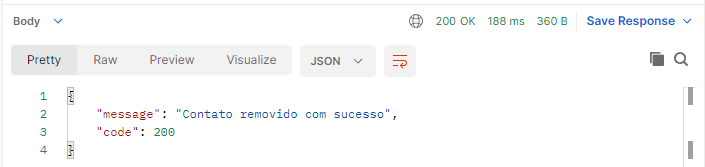 Body 200 OK 188 ms 360 B Save Response
Pretty Raw Preview Visualize JSON
1 {
2 "message": "Contato removido com sucesso",
3 "code": 200
4 }